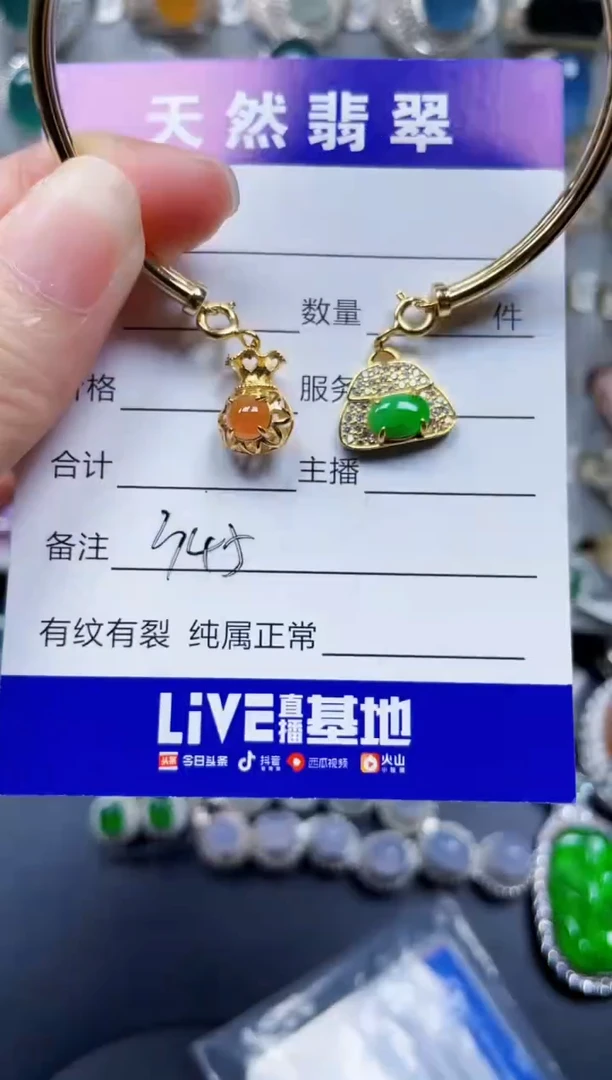 天然翡翠
数量 件
格 服务
合计 主播
备注
有纹有裂 纯属正常
LiVE直播基地
头条 今日头条 抖音 西瓜视频 火山